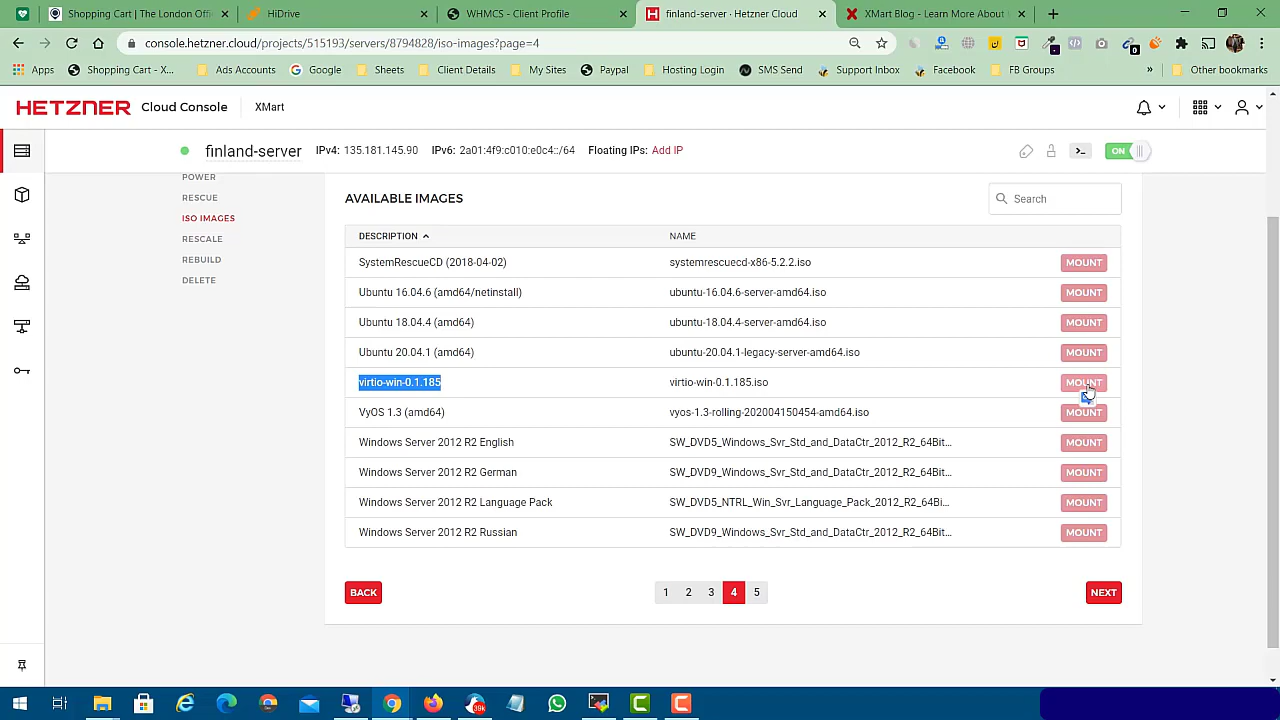 Shopping Cart | The London Offi
HiDrive
WHMCS - Client Profile
finland-server · Hetzner Cloud
XMart Blog - Learn More About
console.hetzner.cloud/projects/515193/servers/8794828/iso-images?page=4
Apps
Shopping Cart - X...
Ads Accounts
Google
Sheets
Client Details
My Sites
Paypal
Hosting Login
SMS Send
Support Inbox
Facebook
FB Groups
»
Other bookmarks
HETZNER Cloud Console XMart
finland-server IPv4: 135.181.145.90 IPv6: 2a01:4f9:c010:e0c4::/64 Floating IPs: Add IP ON
POWER
RESCUE
ISO IMAGES
RESCALE
REBUILD
DELETE
AVAILABLE IMAGES
Search
DESCRIPTION NAME
SystemRescueCD (2018-04-02) systemrescuecd-x86-5.2.2.iso MOUNT
Ubuntu 16.04.6 (amd64/netinstall) ubuntu-16.04.6-server-amd64.iso MOUNT
Ubuntu 18.04.4 (amd64) ubuntu-18.04.4-server-amd64.iso MOUNT
Ubuntu 20.04.1 (amd64) ubuntu-20.04.1-legacy-server-amd64.iso MOUNT
virtio-win-0.1.185 virtio-win-0.1.185.iso MOUNT
VyOS 1.3 (amd64) vyos-1.3-rolling-202004150454-amd64.iso MOUNT
Windows Server 2012 R2 English SW_DVD5_Windows_Svr_Std_and_DataCtr_2012_R2_64Bit... MOUNT
Windows Server 2012 R2 German SW_DVD9_Windows_Svr_Std_and_DataCtr_2012_R2_64Bit... MOUNT
Windows Server 2012 R2 Language Pack SW_DVD5_NTRL_Win_Svr_Language_Pack_2012_R2_64Bi... MOUNT
Windows Server 2012 R2 Russian SW_DVD9_Windows_Svr_Std_and_DataCtr_2012_R2_64Bit... MOUNT
BACK 1 2 3 4 5 NEXT
99k